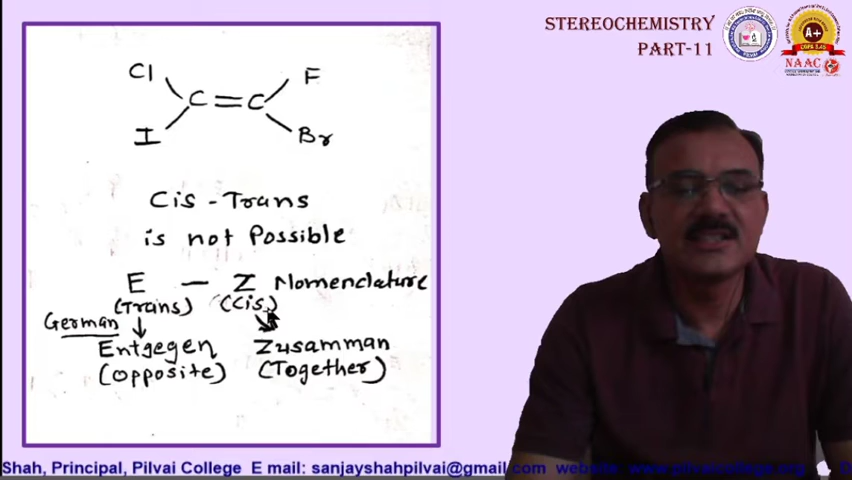 STEREOCHEMISTRY
PART-11
A+
NAAC
Cl F
C = C
I Br
Cis - Trans
is not Possible
E — Z Nomenclature
(Trans) (Cis)
German
Entgegen Zusamman
(opposite) (Together)
Shah, Principal, Pilvai College E mail: sanjayshahpilvai@gmail.com website: www.pilvaicollege.org